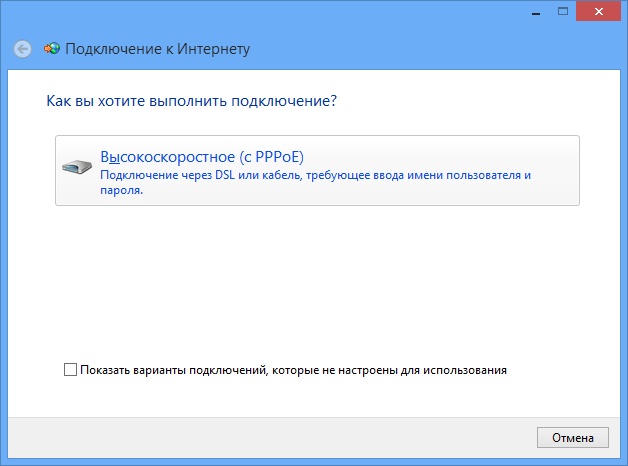 Подключение к Интернету
Как вы хотите выполнить подключение?
Высокоскоростное (с PPPoE)
Подключение через DSL или кабель, требующее ввода имени пользователя и
пароля.
Показать варианты подключений, которые не настроены для использования
Отмена